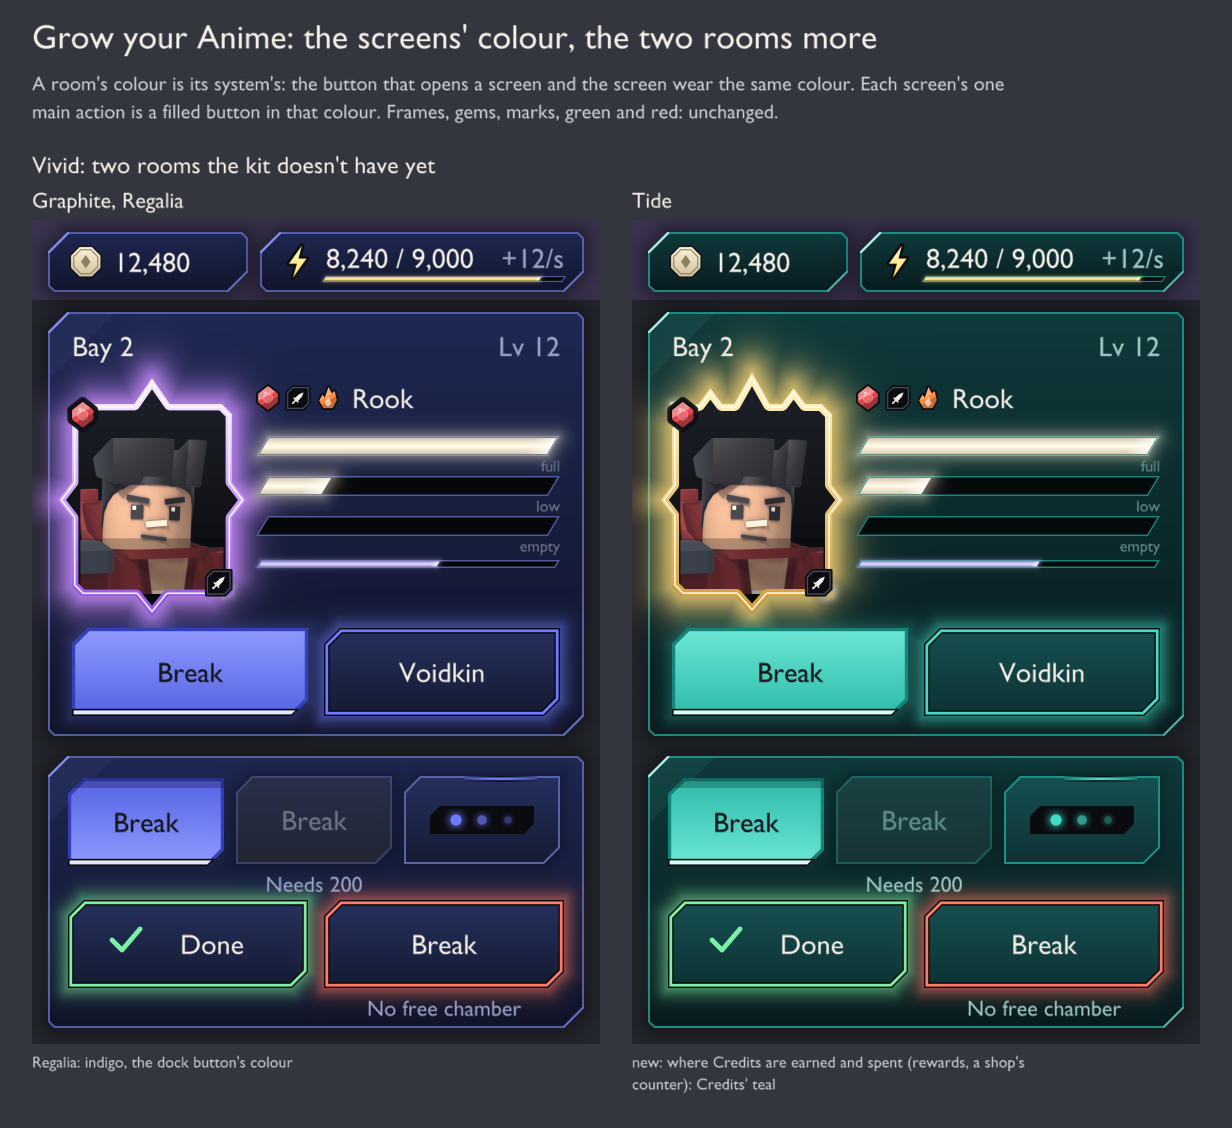 Grow your Anime: the screens' colour, the two rooms more
A room's colour is its system's: the button that opens a screen and the screen wear the same colour. Each screen's one
main action is a filled button in that colour. Frames, gems, marks, green and red: unchanged.
Vivid: two rooms the kit doesn't have yet
Graphite, Regalia
12,480
8,240 / 9,000 +12/s
Bay 2
Lv 12
Rook
full
low
empty
Break
Voidkin
Break
Break
Needs 200
Done
Break
No free chamber
Regalia: indigo, the dock button's colour
Tide
12,480
8,240 / 9,000 +12/s
Bay 2
Lv 12
Rook
full
low
empty
Break
Voidkin
Break
Break
Needs 200
Done
Break
No free chamber
new: where Credits are earned and spent (rewards, a shop's
counter): Credits' teal